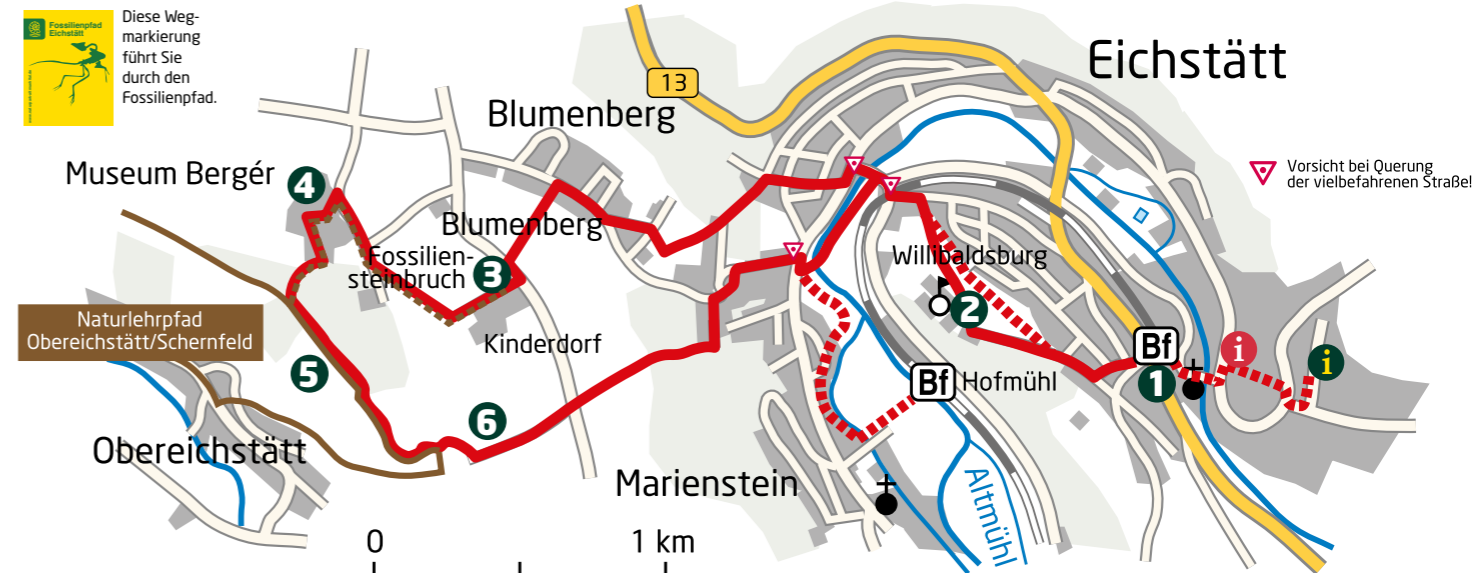 Fossilienpfad
Eichstätt
Diese Weg-
markierung
führt Sie
durch den
Fossilienpfad.
13
Eichstätt
Blumenberg
Vorsicht bei Querung
der vielbefahrenen Straße!
Museum Bergér
4
Blumenberg
Fossilien-
steinbruch
3
Willibaldsburg
2
Naturlehrpfad
Obereichstätt/Schernfeld
Kinderdorf
5
Bf
1
i
i
Bf
Hofmühl
6
Obereichstätt
Marienstein
Altmühl
0
1 km